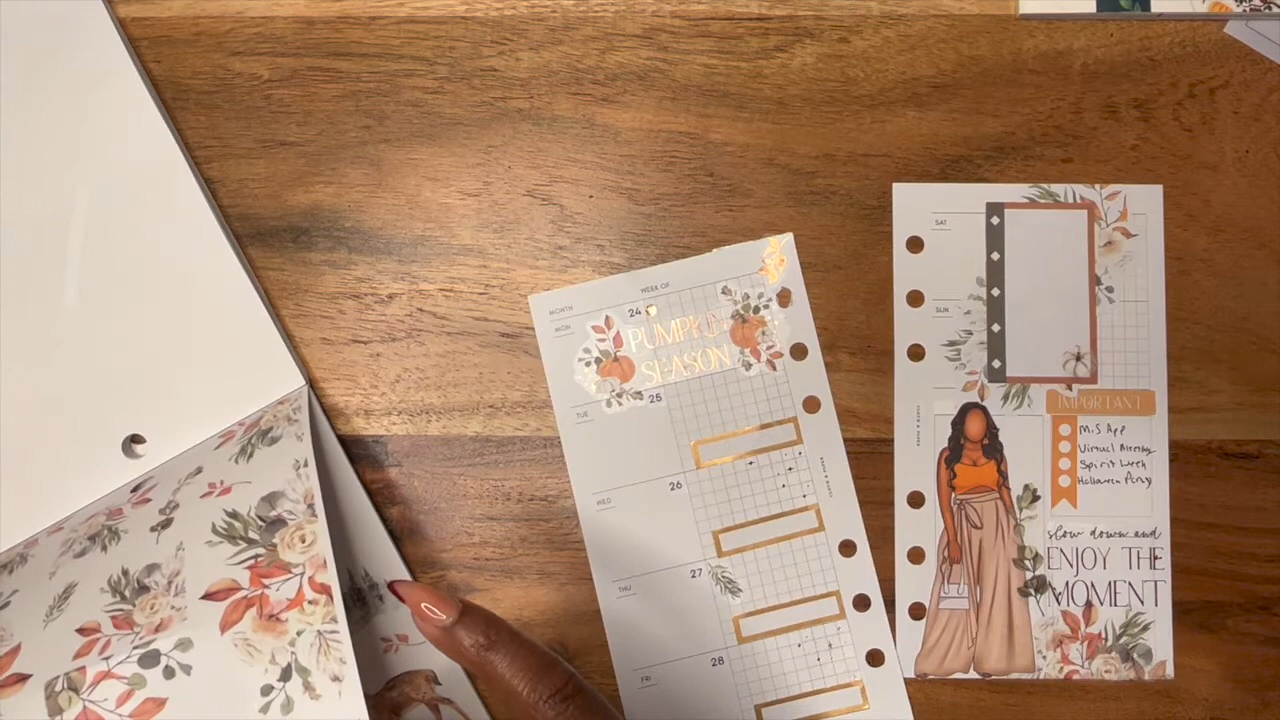 MONTH
WEEK OF
MON
24
PUMPKIN
SEASON
TUE
25
WED
26
THU
27
FRI
28
SAT
SUN
IMPORTANT
M.S App
Virtual Meeting
Spirit Week
Halloween Party
slow down and
ENJOY THE
MOMENT